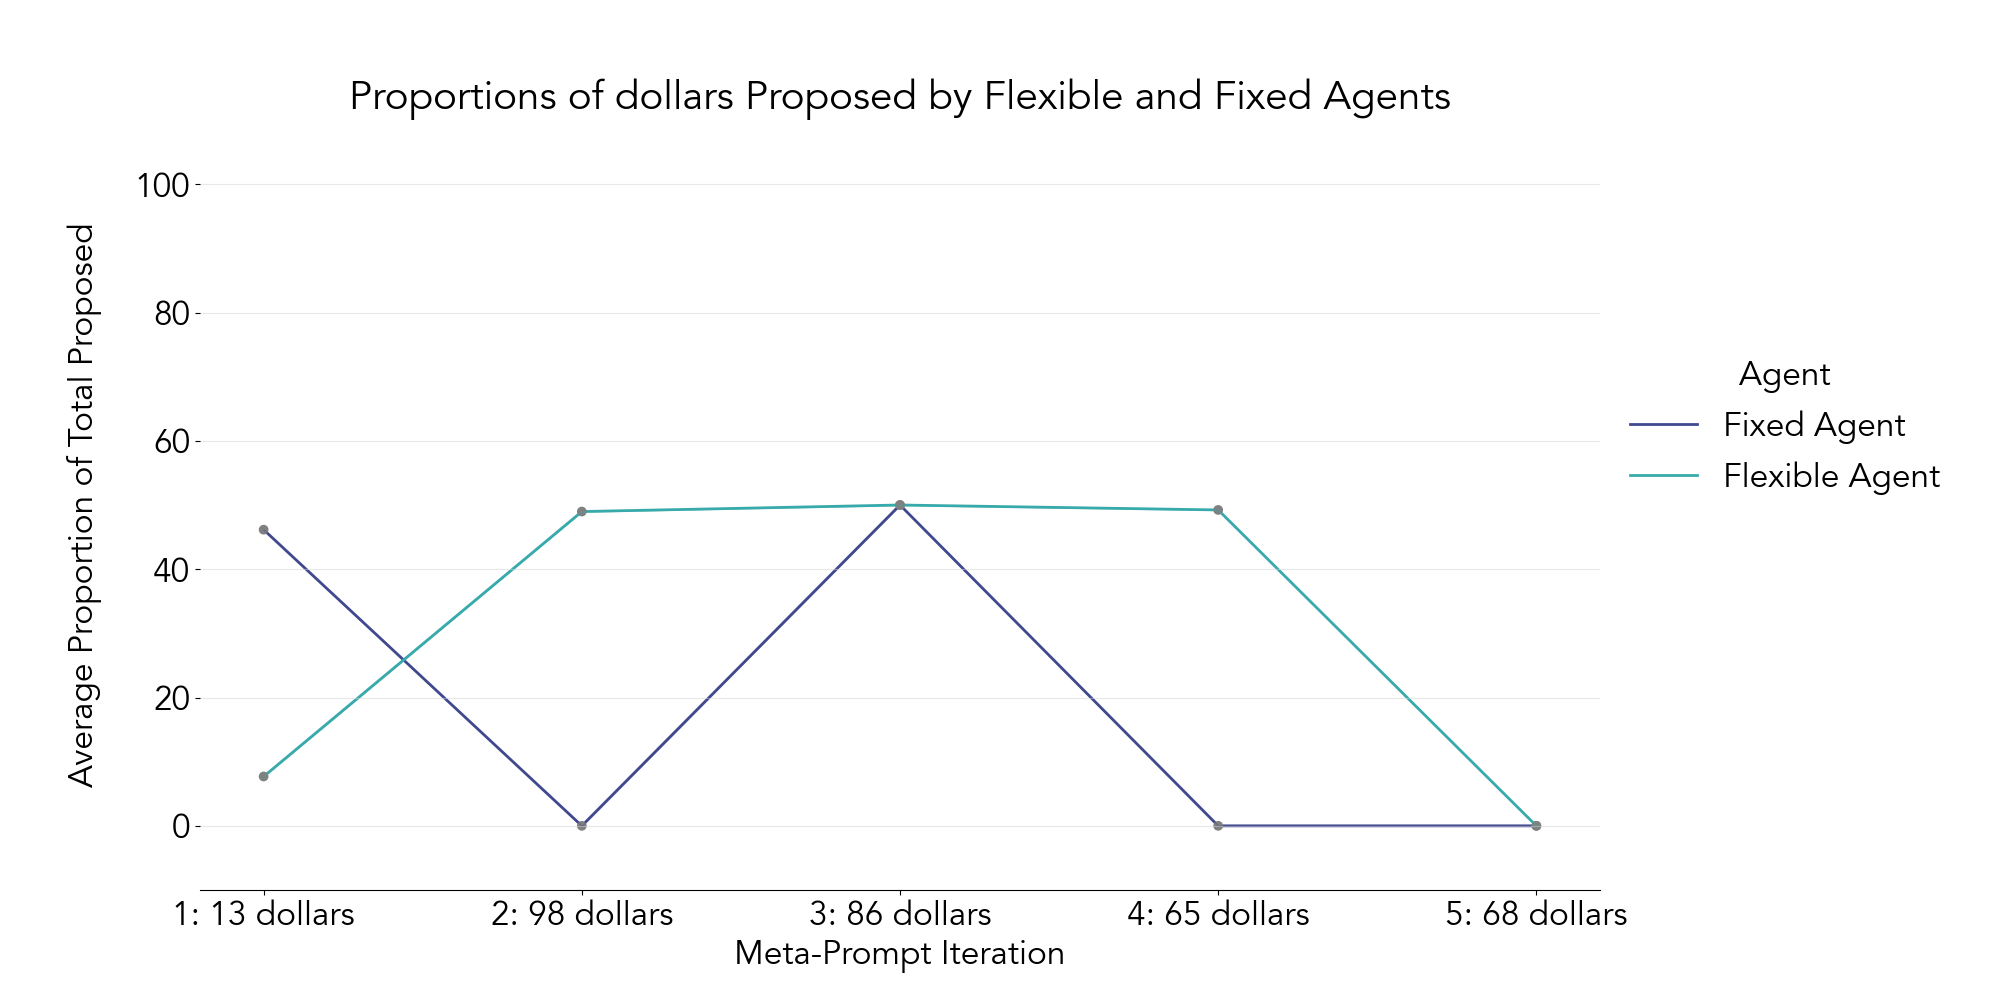 Proportions of dollars Proposed by Flexible and Fixed Agents
Average Proportion of Total Proposed
100
80
60
40
20
0
1: 13 dollars
2: 98 dollars
3: 86 dollars
4: 65 dollars
5: 68 dollars
Meta-Prompt Iteration
Agent
Fixed Agent
Flexible Agent